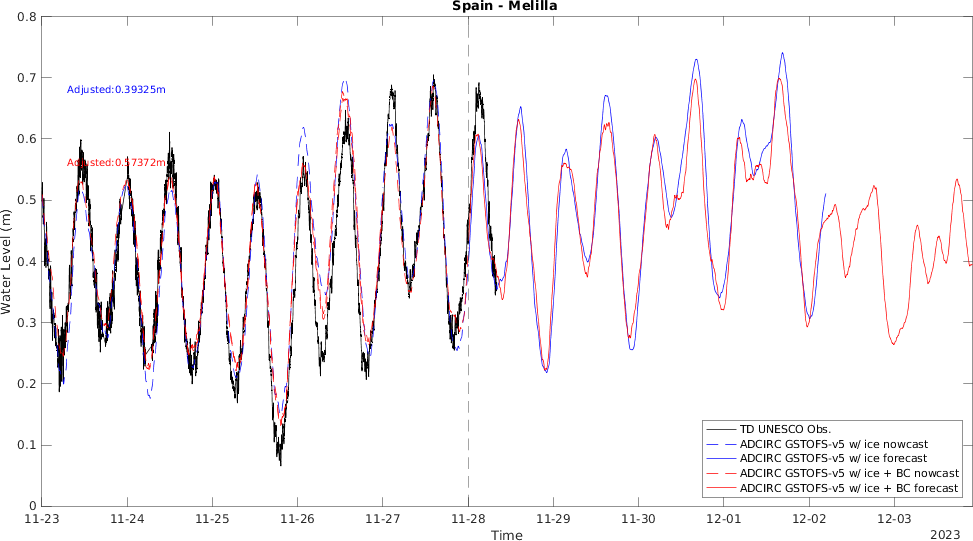 Spain - Melilla
0.8
0.7
0.6
0.5
0.4
0.3
0.2
0.1
0
Water Level (m)
Adjusted:0.39325m
Adjusted:0.57372m
TD UNESCO Obs.
ADCIRC GSTOFS-v5 w/ ice nowcast
ADCIRC GSTOFS-v5 w/ ice forecast
ADCIRC GSTOFS-v5 w/ ice + BC nowcast
ADCIRC GSTOFS-v5 w/ ice + BC forecast
11-23 11-24 11-25 11-26 11-27 11-28 11-29 11-30 12-01 12-02 12-03
Time
2023